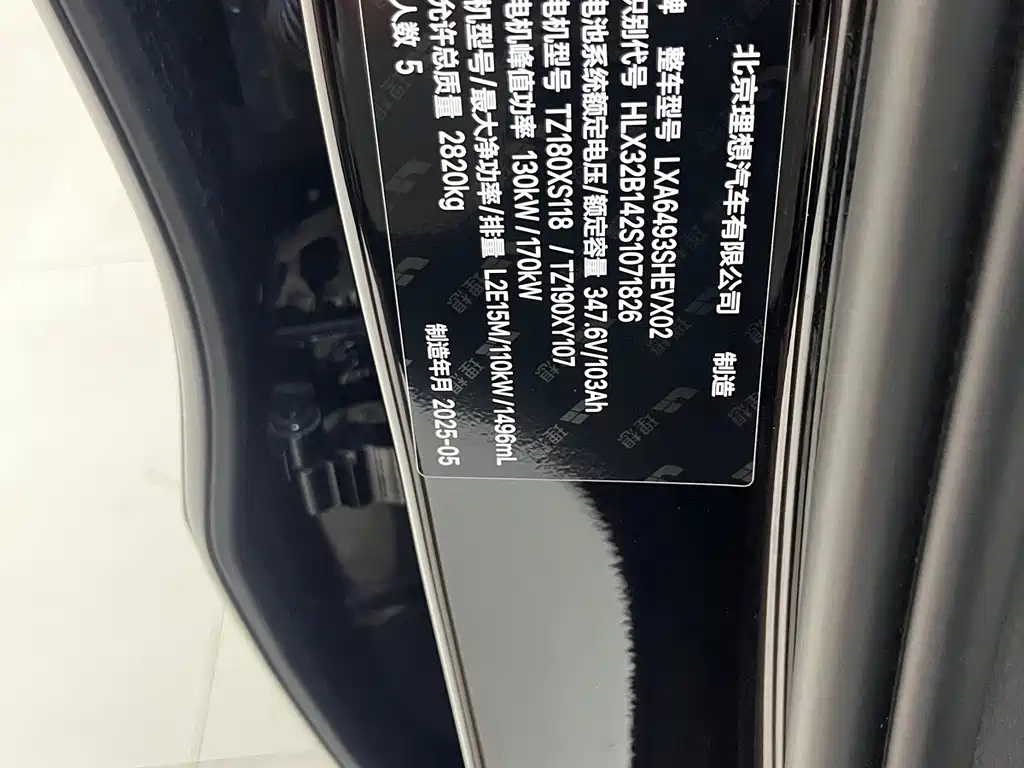 北京理想汽车有限公司 制造
牌 整车型号 LXA6493SHEVX02
识别代号 HLX32B142S1071826
电池系统额定电压/额定容量 347.6V/103Ah
电机型号 TZ180XS118 /TZ190XY107
电机峰值功率 130kW/170kW
机型号/最大净功率/排量 L2E15M/110kW/1496mL
允许总质量 2820kg
人数 5 制造年月 2025-05